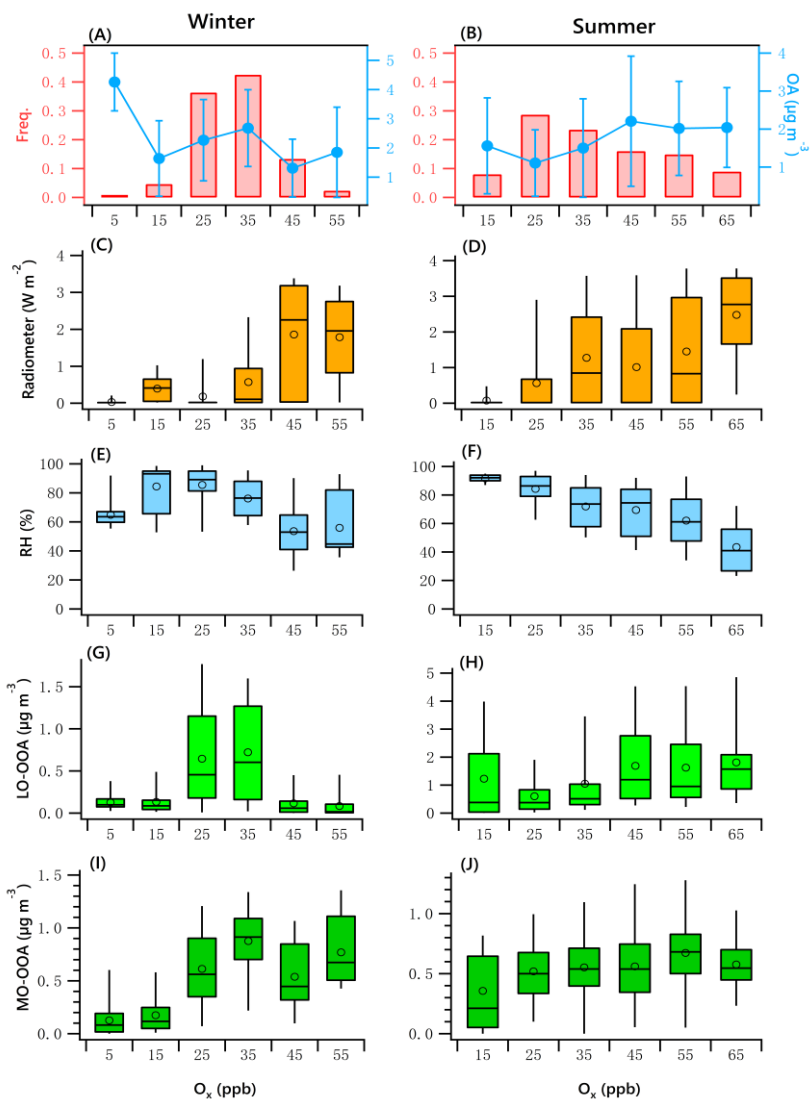 Winter
Summer
(A)
(B)
0.5
0.4
0.3
0.2
0.1
0.0
Freq.
5
4
3
2
1
5 15 25 35 45 55
0.5
0.4
0.3
0.2
0.1
0.0
4
3
2
1
OA (µg m⁻³)
15 25 35 45 55 65
(C)
(D)
Radiometer (W m⁻²)
4
3
2
1
0
5 15 25 35 45 55
4
3
2
1
0
15 25 35 45 55 65
(E)
(F)
RH (%)
100
80
60
40
20
0
5 15 25 35 45 55
100
80
60
40
20
0
15 25 35 45 55 65
(G)
(H)
LO-OOA (µg m⁻³)
1.5
1.0
0.5
0.0
5 15 25 35 45 55
5
4
3
2
1
0
15 25 35 45 55 65
(I)
(J)
MO-OOA (µg m⁻³)
1.5
1.0
0.5
0.0
5 15 25 35 45 55
1.0
0.5
0.0
15 25 35 45 55 65
Oₓ (ppb)
Oₓ (ppb)